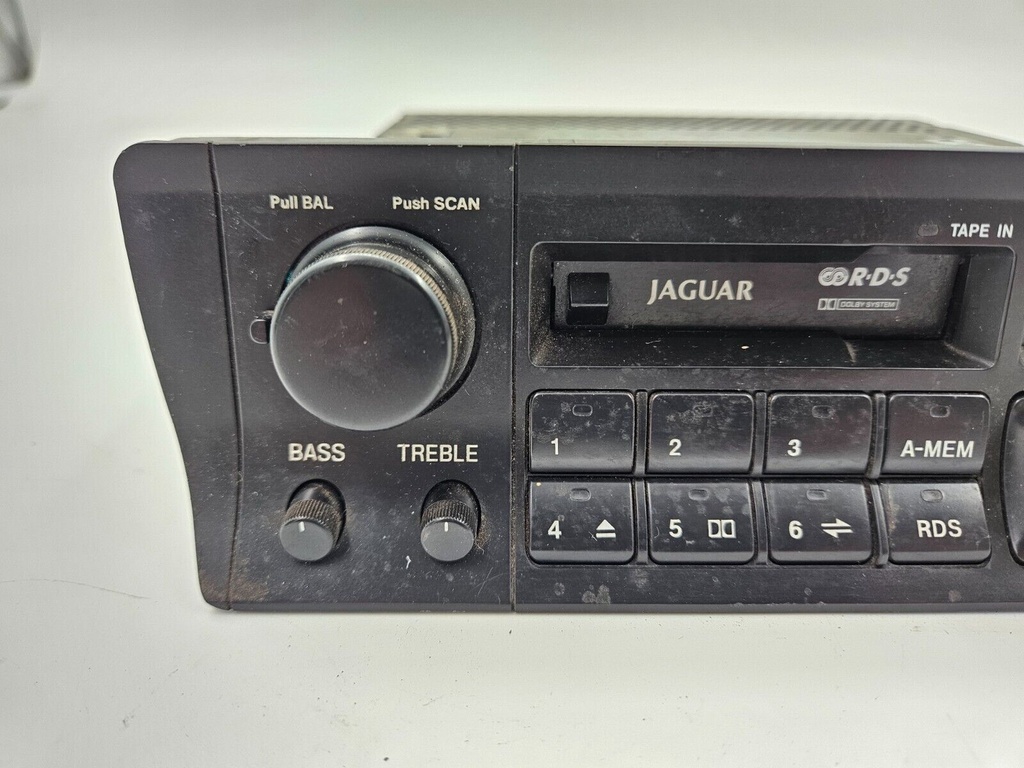 Pull BAL
Push SCAN
TAPE IN
JAGUAR
R·D·S
DOLBY SYSTEM
BASS
TREBLE
1
2
3
A-MEM
4
5
6
RDS